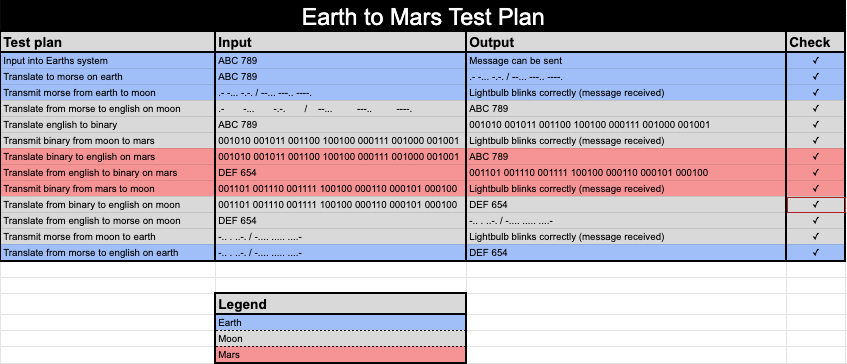 Earth to Mars Test Plan
Test plan Input Output Check
Input into Earths system ABC 789 Message can be sent ✓
Translate to morse on earth ABC 789 .- -... -.-. / --... ---.. ----. ✓
Transmit morse from earth to moon .- -... -.-. / --... ---.. ----. Lightbulb blinks correctly (message received) ✓
Translate from morse to english on moon .- -... -.-. / --... ---.. ----. ABC 789 ✓
Translate english to binary ABC 789 001010 001011 001100 100100 000111 001000 001001 ✓
Transmit binary from moon to mars 001010 001011 001100 100100 000111 001000 001001 Lightbulb blinks correctly (message received) ✓
Translate binary to english on mars 001010 001011 001100 100100 000111 001000 001001 ABC 789 ✓
Translate from english to binary on mars DEF 654 001101 001110 001111 100100 000110 000101 000100 ✓
Transmit binary from mars to moon 001101 001110 001111 100100 000110 000101 000100 Lightbulb blinks correctly (message received) ✓
Translate from binary to english on moon 001101 001110 001111 100100 000110 000101 000100 DEF 654 ✓
Translate from english to morse on moon DEF 654 -.. . ..-. / -.... ..... ....- ✓
Transmit morse from moon to earth -.. . ..-. / -.... ..... ....- Lightbulb blinks correctly (message received) ✓
Translate from morse to english on earth -.. . ..-. / -.... ..... ....- DEF 654 ✓
Legend
Earth
Moon
Mars